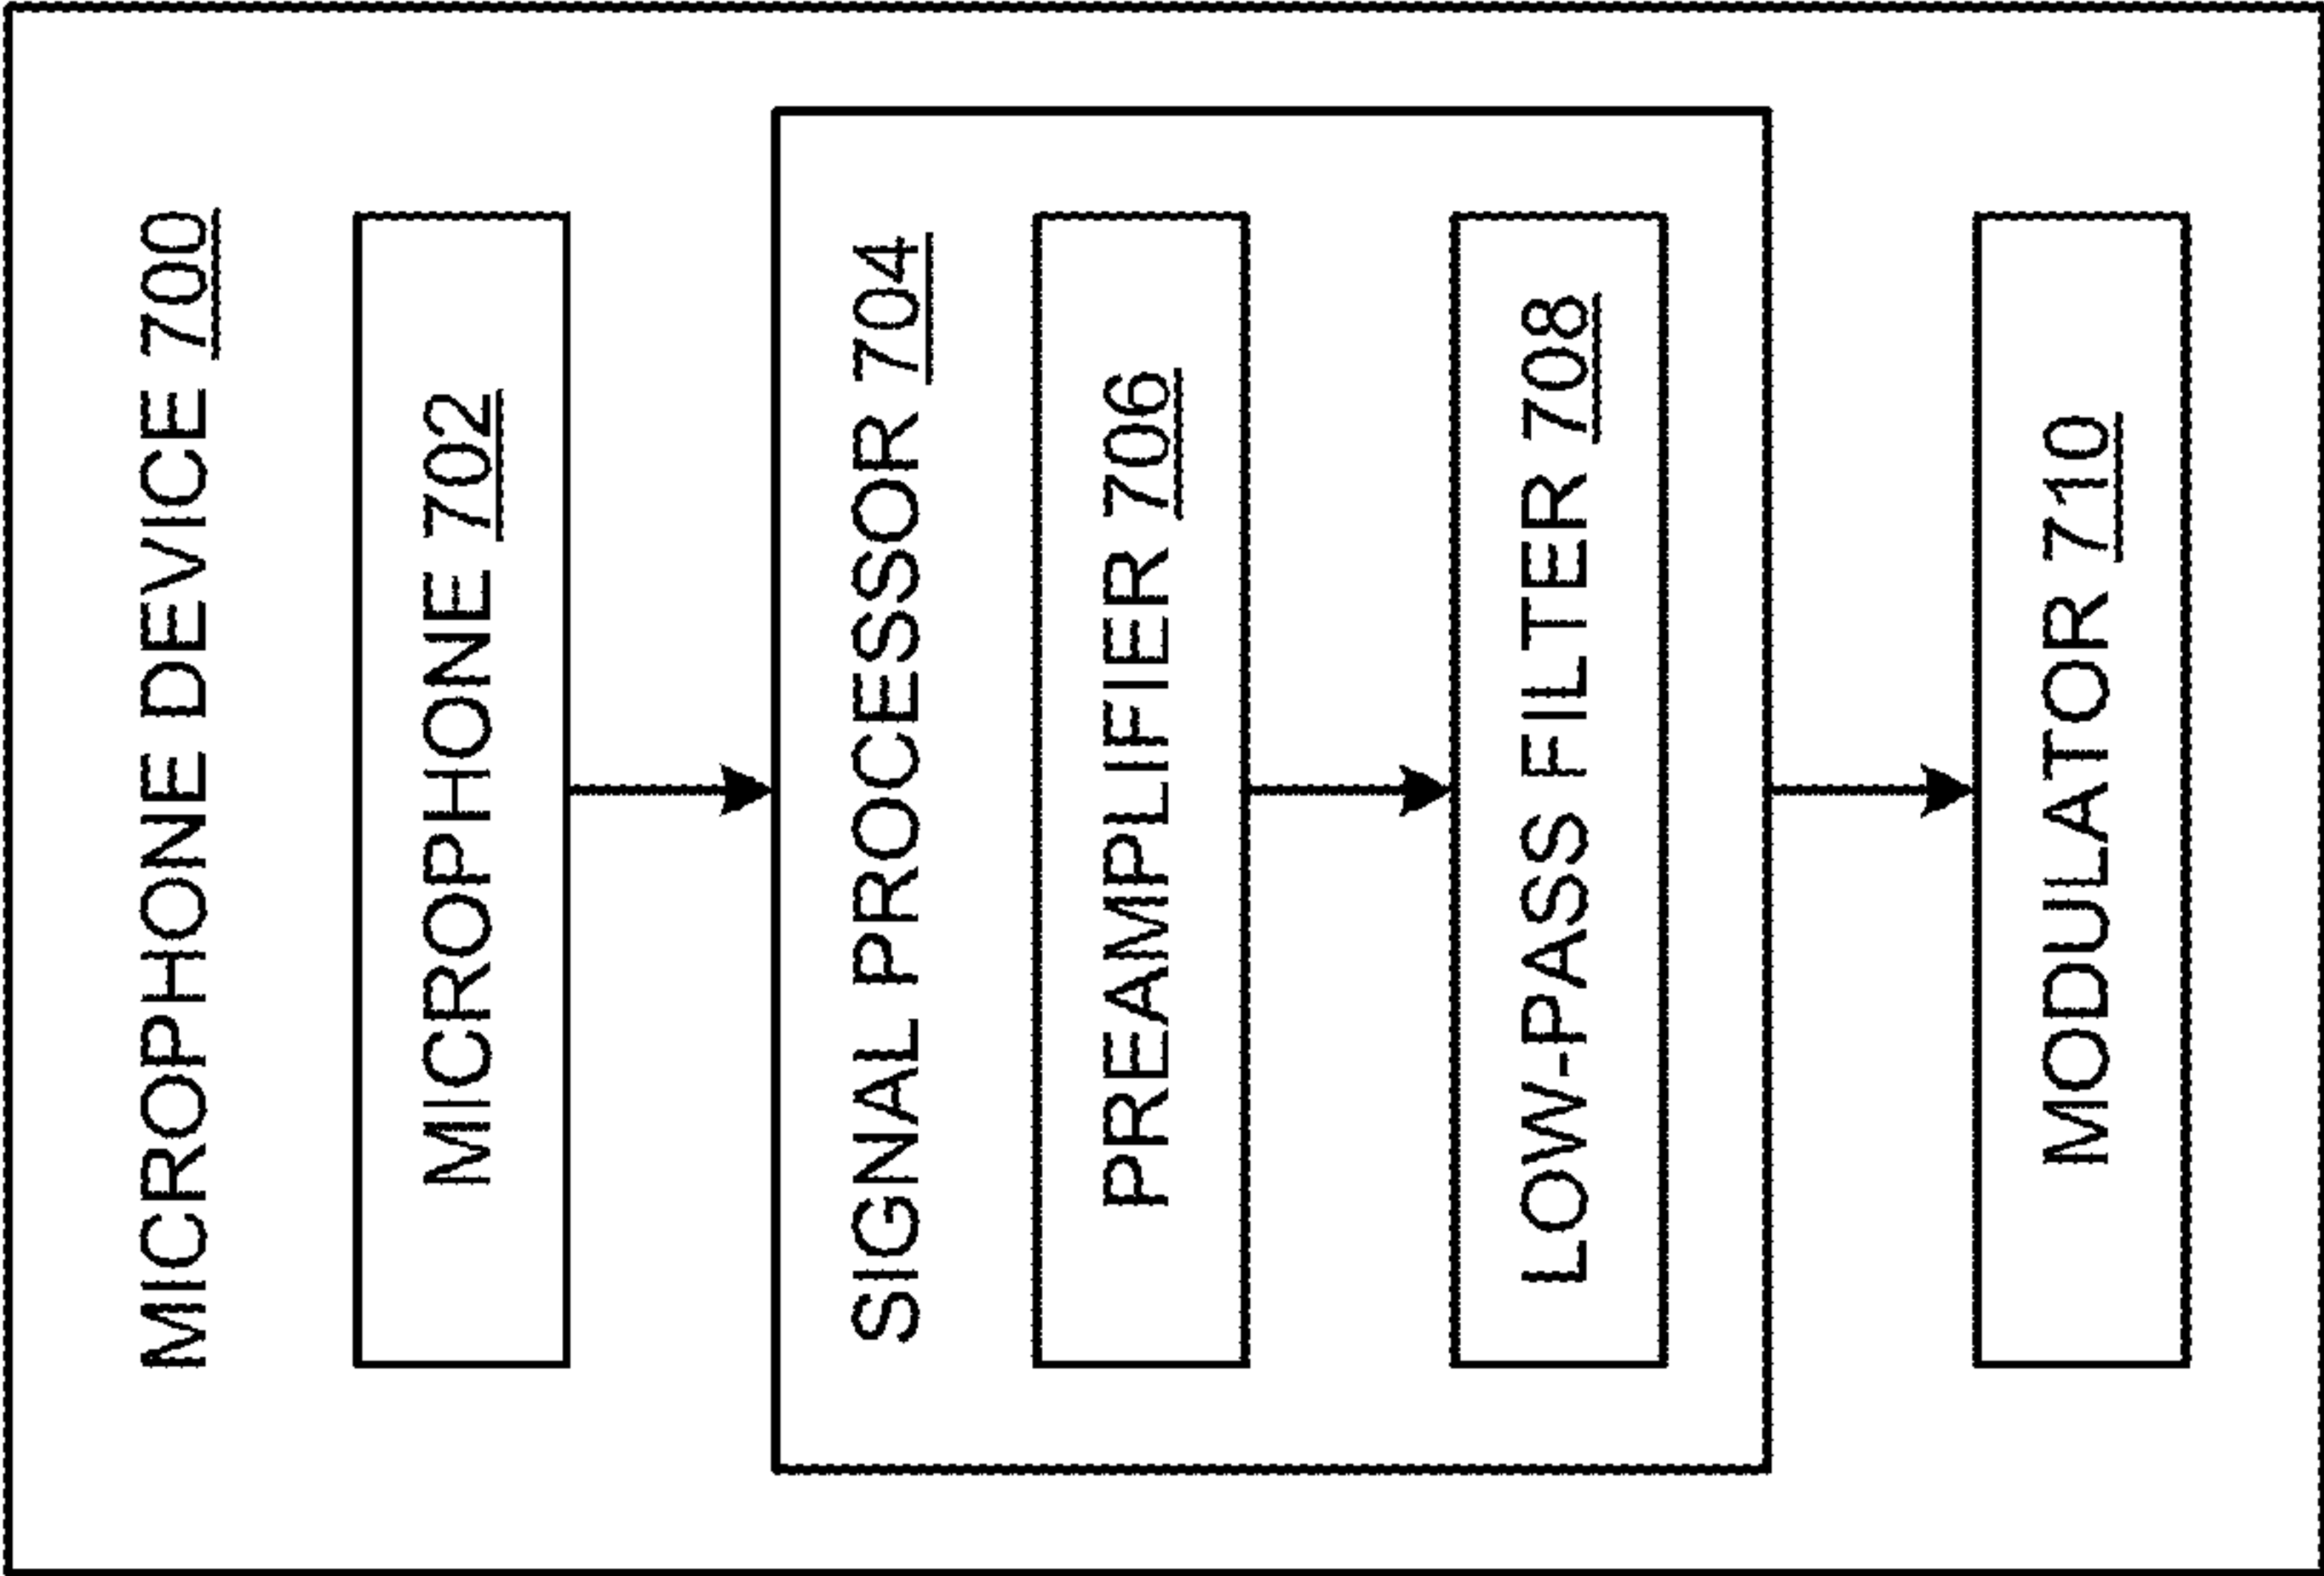 MICROPHONE DEVICE 700
MICROPHONE 702
SIGNAL PROCESSOR 704
PREAMPLIFIER 706
LOW-PASS FILTER 708
MODULATOR 710